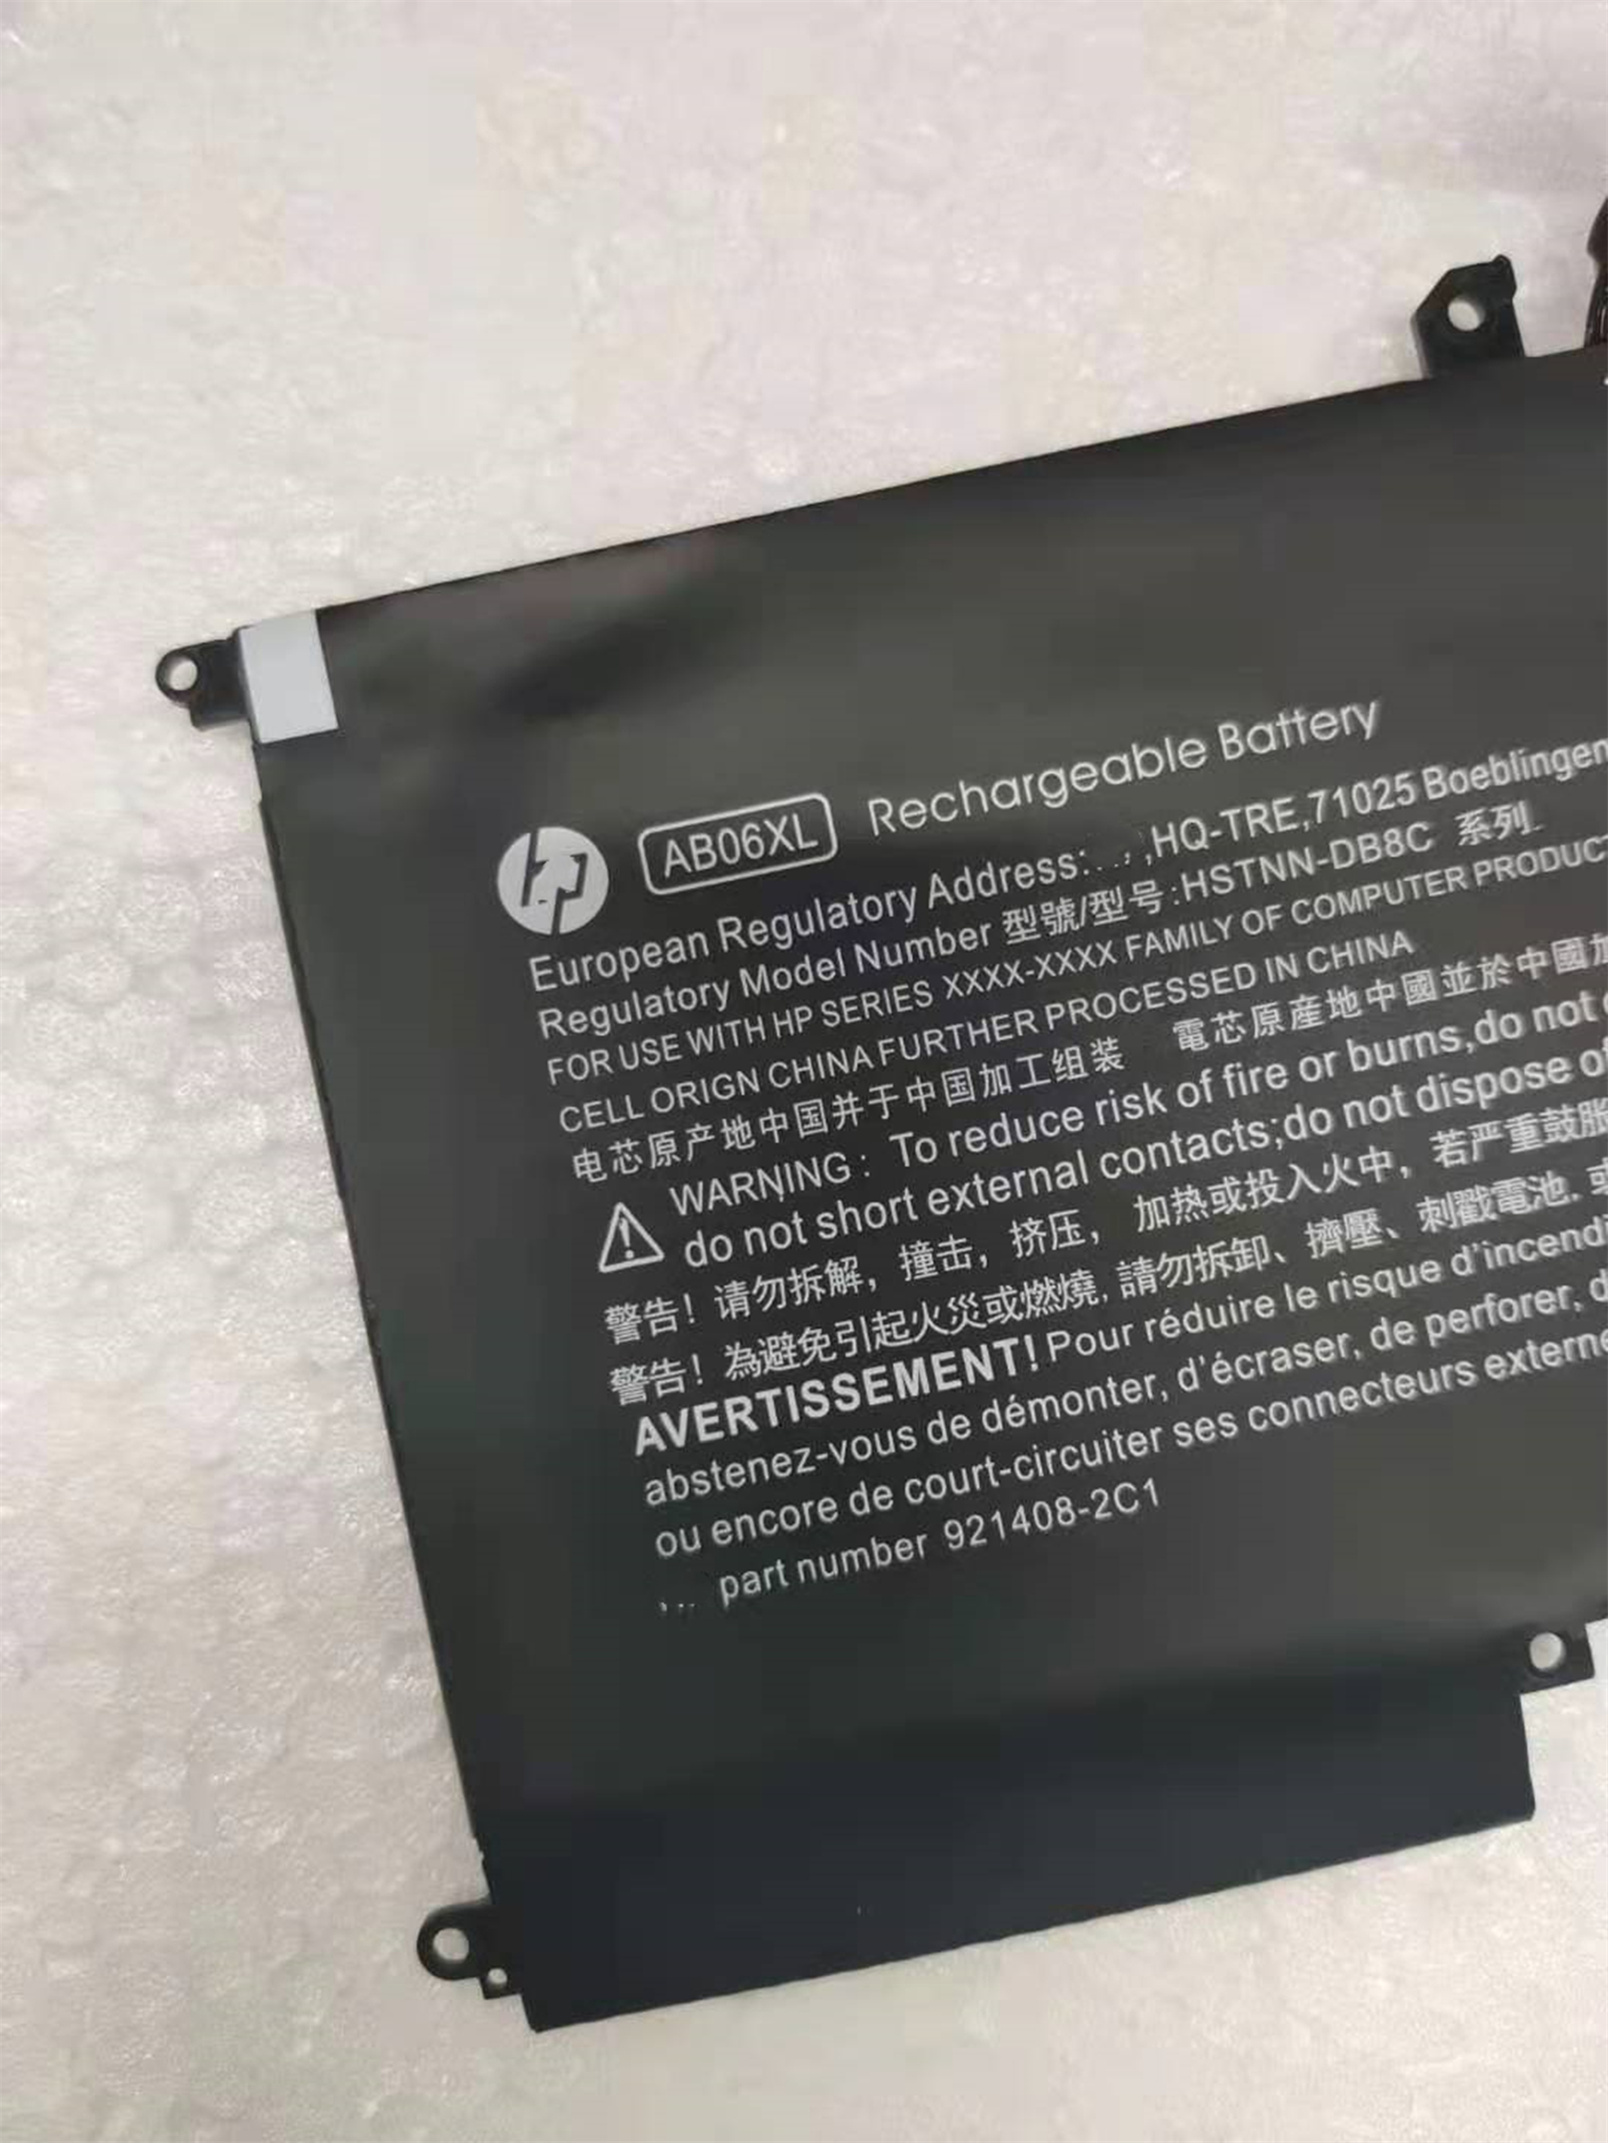 hp AB06XL Rechargeable Battery
European Regulatory Address: ,HQ-TRE,71025 Boeblingen
Regulatory Model Number 型號/型号:HSTNN-DB8C 系列
FOR USE WITH HP SERIES XXXX-XXXX FAMILY OF COMPUTER PRODUC
CELL ORIGN CHINA FURTHER PROCESSED IN CHINA
电芯原产地中国并于中国加工组装 電芯原産地中國並於中國加
WARNING: To reduce risk of fire or burns,do not
do not short external contacts;do not dispose of
警告！请勿拆解，撞击，挤压，加热或投入火中，若严重鼓胀
警告！為避免引起火災或燃燒,請勿拆卸、擠壓、刺戳電池,或
AVERTISSEMENT! Pour réduire le risque d'incendi
abstenez-vous de démonter, d'écraser, de perforer, d
ou encore de court-circuiter ses connecteurs externe
part number 921408-2C1